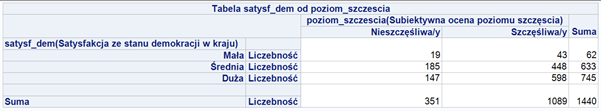 Tabela satysf_dem od poziom_szczescia
poziom_szczescia(Subiektywna ocena poziomu szczęścia)
Nieszczęśliwa/y Szczęśliwa/y Suma
satysf_dem(Satysfakcja ze stanu demokracji w kraju)
Mała Liczebność 19 43 62
Średnia Liczebność 185 448 633
Duża Liczebność 147 598 745
Suma Liczebność 351 1089 1440